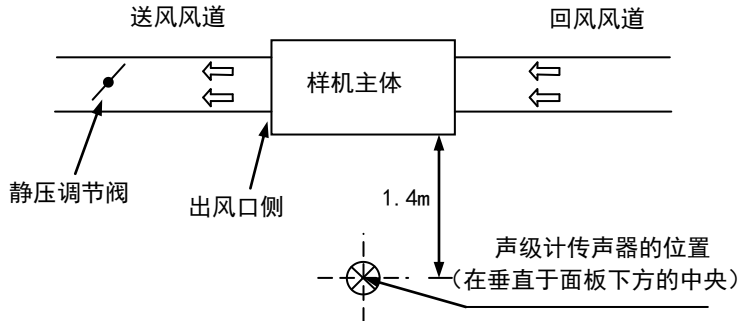 送风风道
回风风道
样机主体
静压调节阀
出风口侧
1.4m
声级计传声器的位置
（在垂直于面板下方的中央）